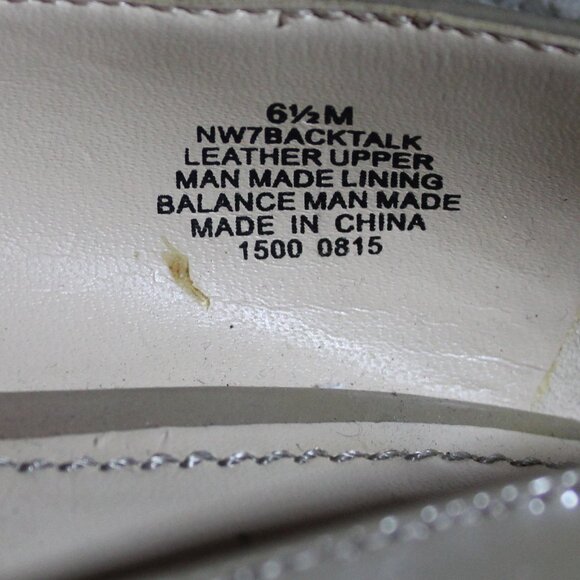 6½M
NW7BACKTALK
LEATHER UPPER
MAN MADE LINING
BALANCE MAN MADE
MADE IN CHINA
1500 0815